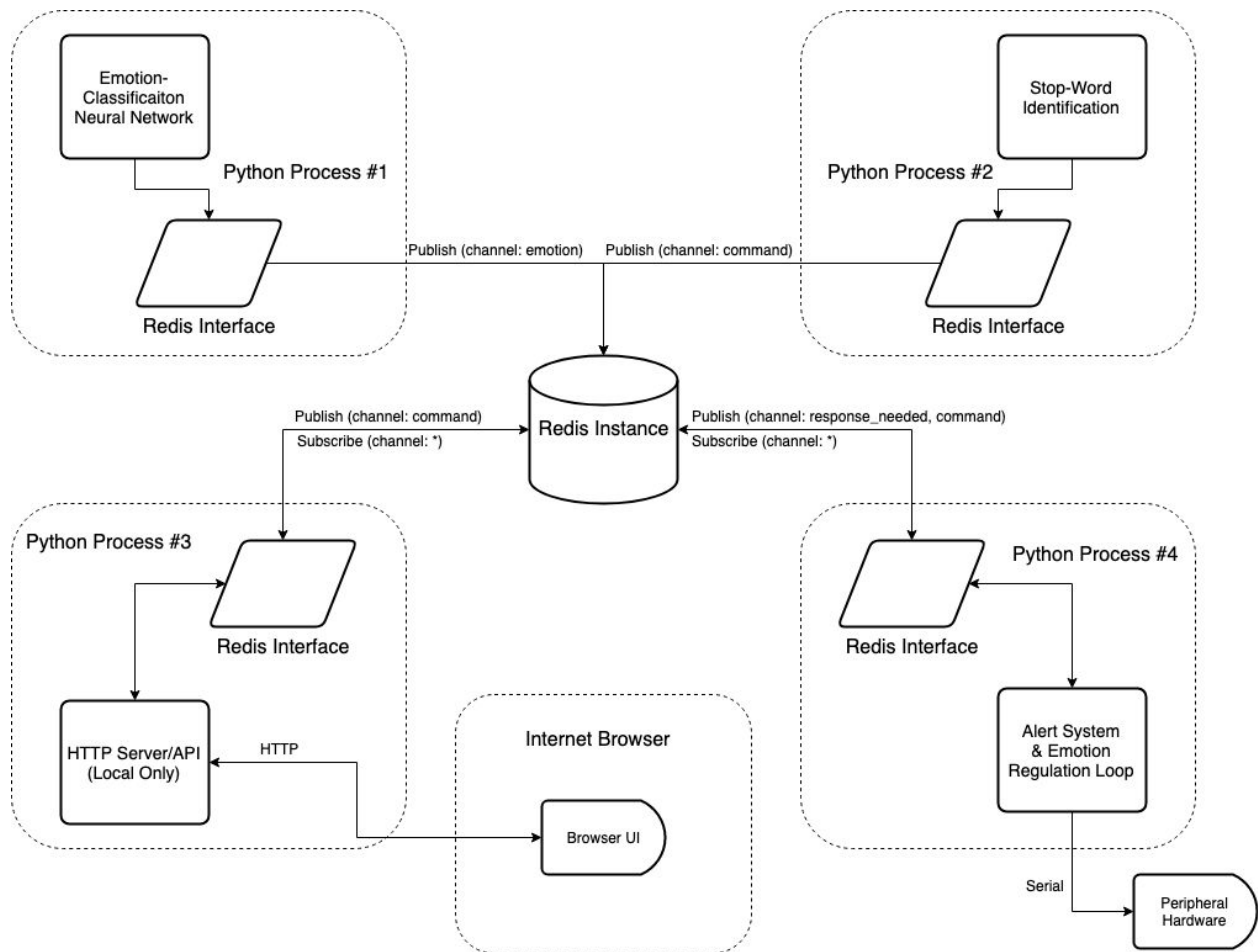 Emotion-
Classificaiton
Neural Network
Python Process #1
Redis Interface
Stop-Word
Identification
Python Process #2
Redis Interface
Publish (channel: emotion)
Publish (channel: command)
Redis Instance
Publish (channel: command)
Subscribe (channel: *)
Publish (channel: response_needed, command)
Subscribe (channel: *)
Python Process #3
Redis Interface
HTTP Server/API
(Local Only)
HTTP
Internet Browser
Browser UI
Python Process #4
Redis Interface
Alert System
& Emotion
Regulation Loop
Serial
Peripheral
Hardware